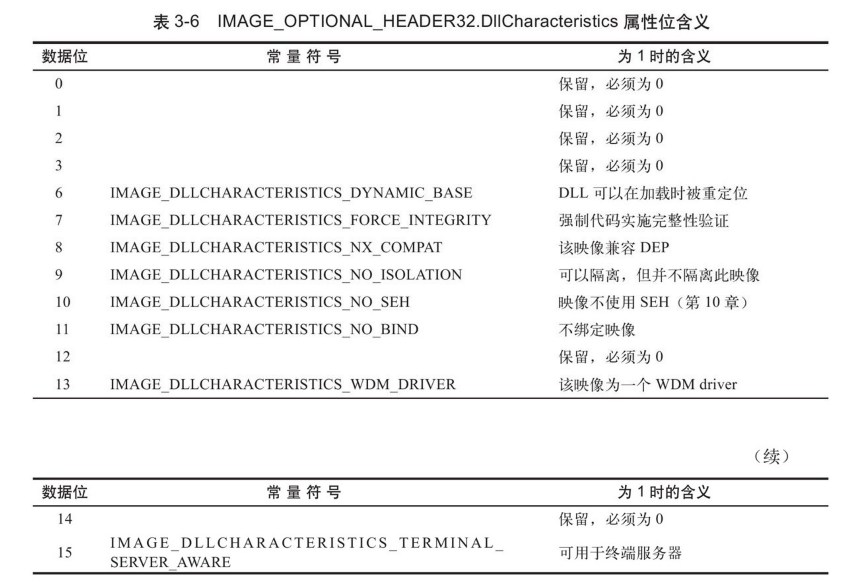 表 3-6 IMAGE_OPTIONAL_HEADER32.DllCharacteristics 属性位含义
数据位 常 量 符 号 为 1 时的含义
0 保留，必须为 0
1 保留，必须为 0
2 保留，必须为 0
3 保留，必须为 0
6 IMAGE_DLLCHARACTERISTICS_DYNAMIC_BASE DLL 可以在加载时被重定位
7 IMAGE_DLLCHARACTERISTICS_FORCE_INTEGRITY 强制代码实施完整性验证
8 IMAGE_DLLCHARACTERISTICS_NX_COMPAT 该映像兼容 DEP
9 IMAGE_DLLCHARACTERISTICS_NO_ISOLATION 可以隔离，但并不隔离此映像
10 IMAGE_DLLCHARACTERISTICS_NO_SEH 映像不使用 SEH（第 10 章）
11 IMAGE_DLLCHARACTERISTICS_NO_BIND 不绑定映像
12 保留，必须为 0
13 IMAGE_DLLCHARACTERISTICS_WDM_DRIVER 该映像为一个 WDM driver
（续）
数据位 常 量 符 号 为 1 时的含义
14 保留，必须为 0
15 IMAGE_DLLCHARACTERISTICS_TERMINAL_ 可用于终端服务器
SERVER_AWARE